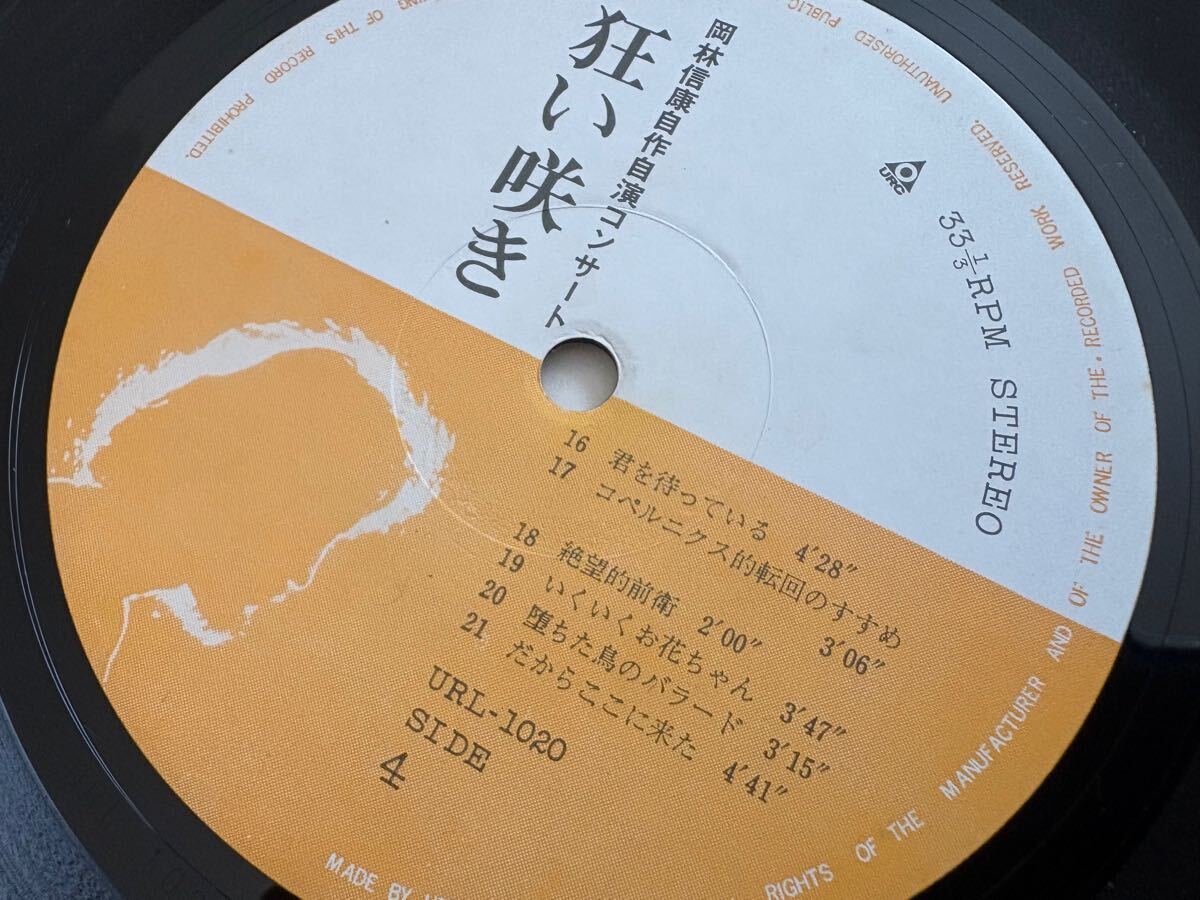 岡林信康自作自演コンサート
狂い咲き
URC
33 1/3 RPM STEREO
16 君を待っている 4′28″
17 コペルニクス的転回のすすめ 3′06″
18 絶望的前衛 2′00″
19 いくいくお花ちゃん 3′47″
20 堕ちた鳥のバラード 3′15″
21 だからここに来た 4′41″
URL-1020
SIDE
4
MADE BY
RIGHTS OF THE MANUFACTURER AND OF THE OWNER OF THE RECORDED WORK RESERVED. UNAUTHORISED PUBLIC
OF THIS RECORD PROHIBITED.